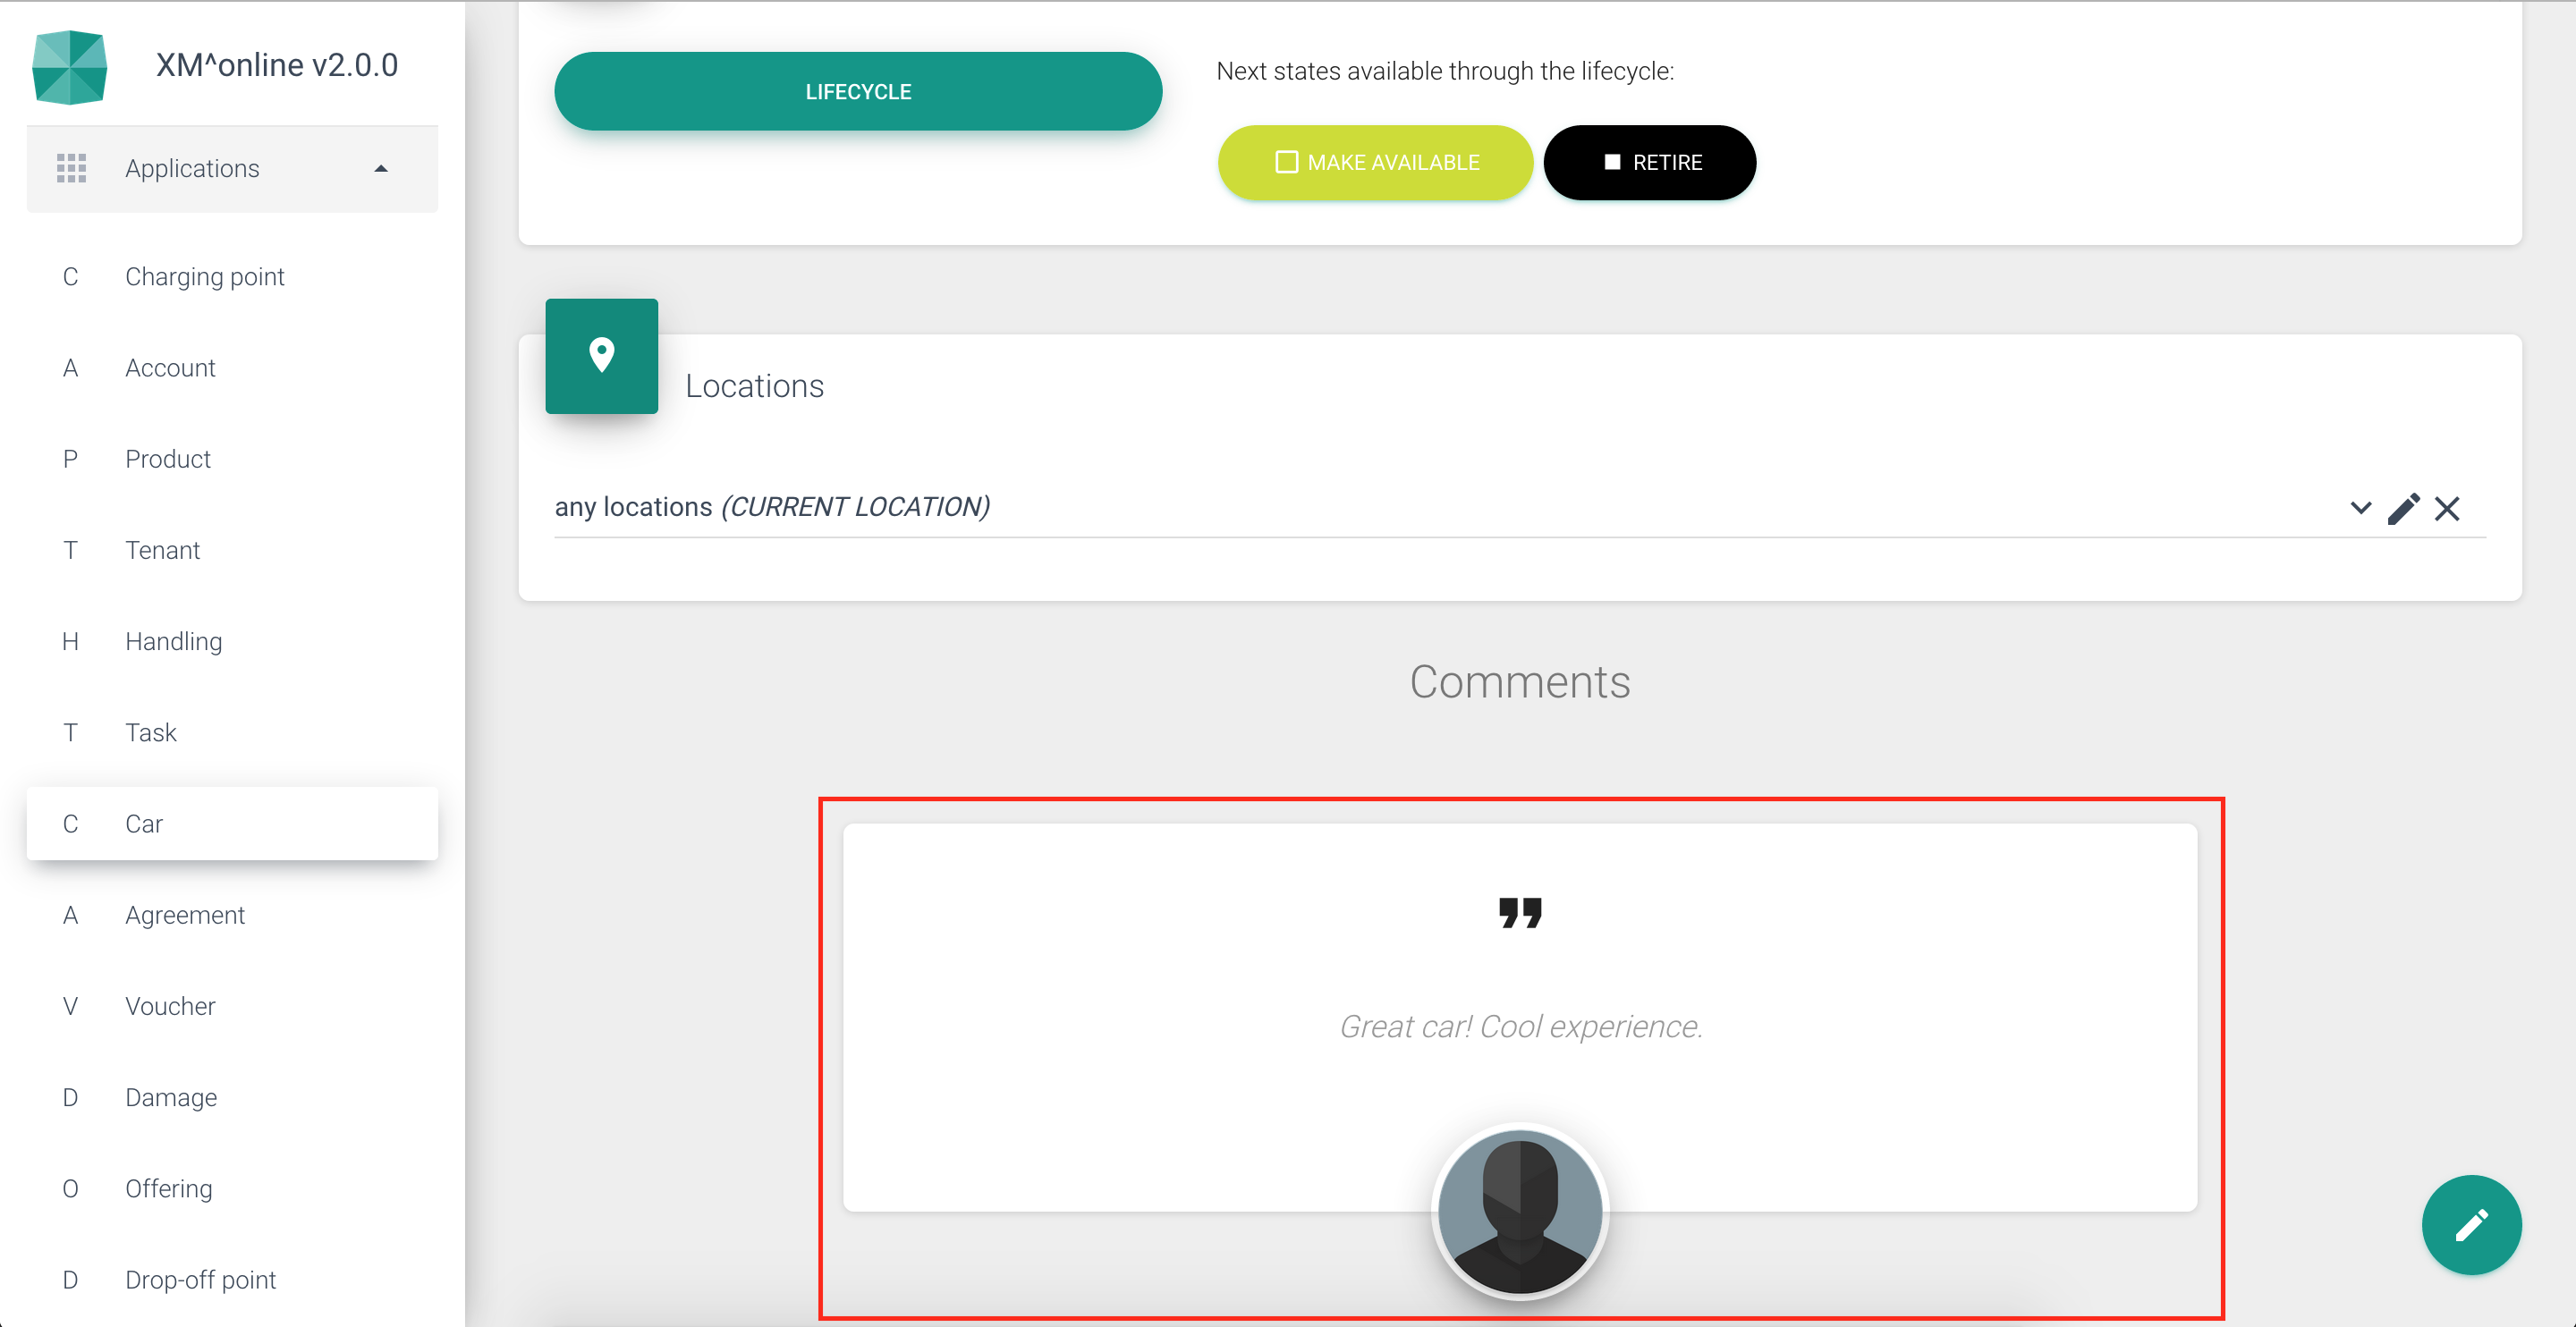 XM^online v2.0.0
Applications
C Charging point
A Account
P Product
T Tenant
H Handling
T Task
C Car
A Agreement
V Voucher
D Damage
O Offering
D Drop-off point
LIFECYCLE
Next states available through the lifecycle:
MAKE AVAILABLE
RETIRE
Locations
any locations (CURRENT LOCATION)
Comments
”
Great car! Cool experience.